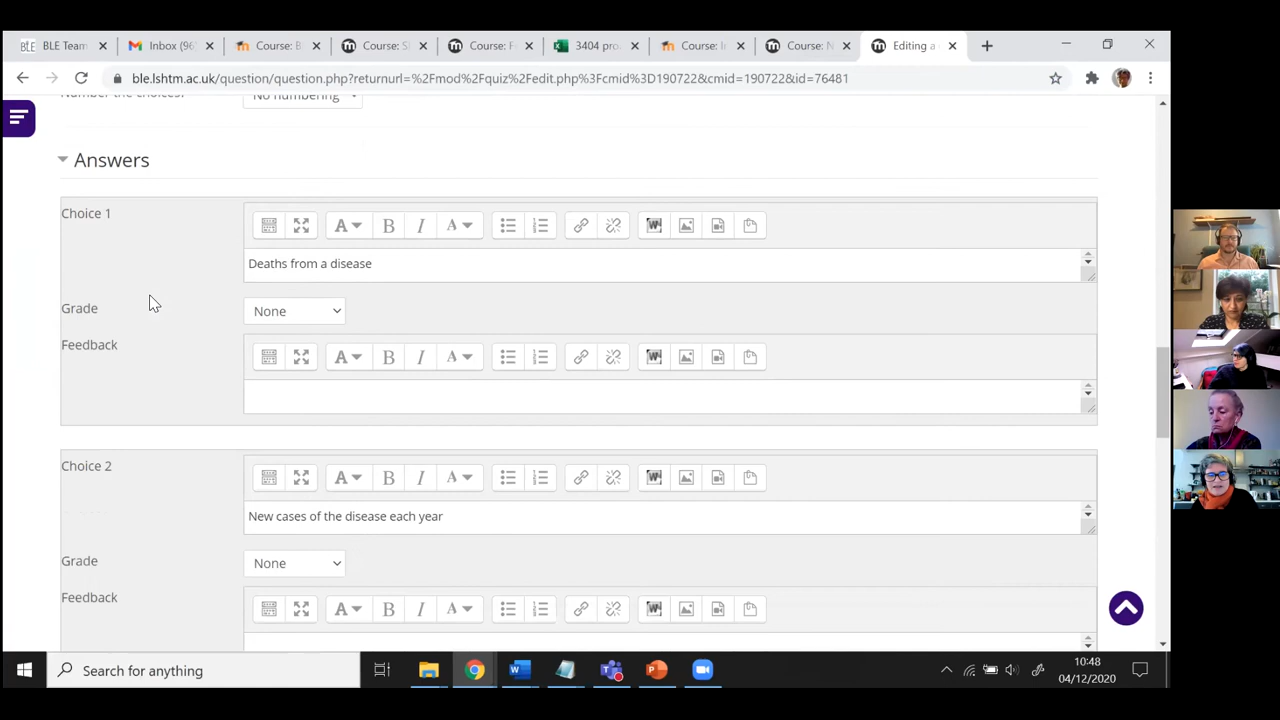 BLE Team
Inbox (96
Course: B
Course: S
Course: F
3404 pro
Course: I
Course: N
Editing a
ble.lshtm.ac.uk/question/question.php?returnurl=%2Fmod%2Fquiz%2Fedit.php%3Fcmid%3D190722&cmid=190722&id=76481
Number the choices?
No numbering
Answers
Choice 1
Deaths from a disease
Grade
None
Feedback
Choice 2
New cases of the disease each year
Grade
None
Feedback
Search for anything
10:48
04/12/2020